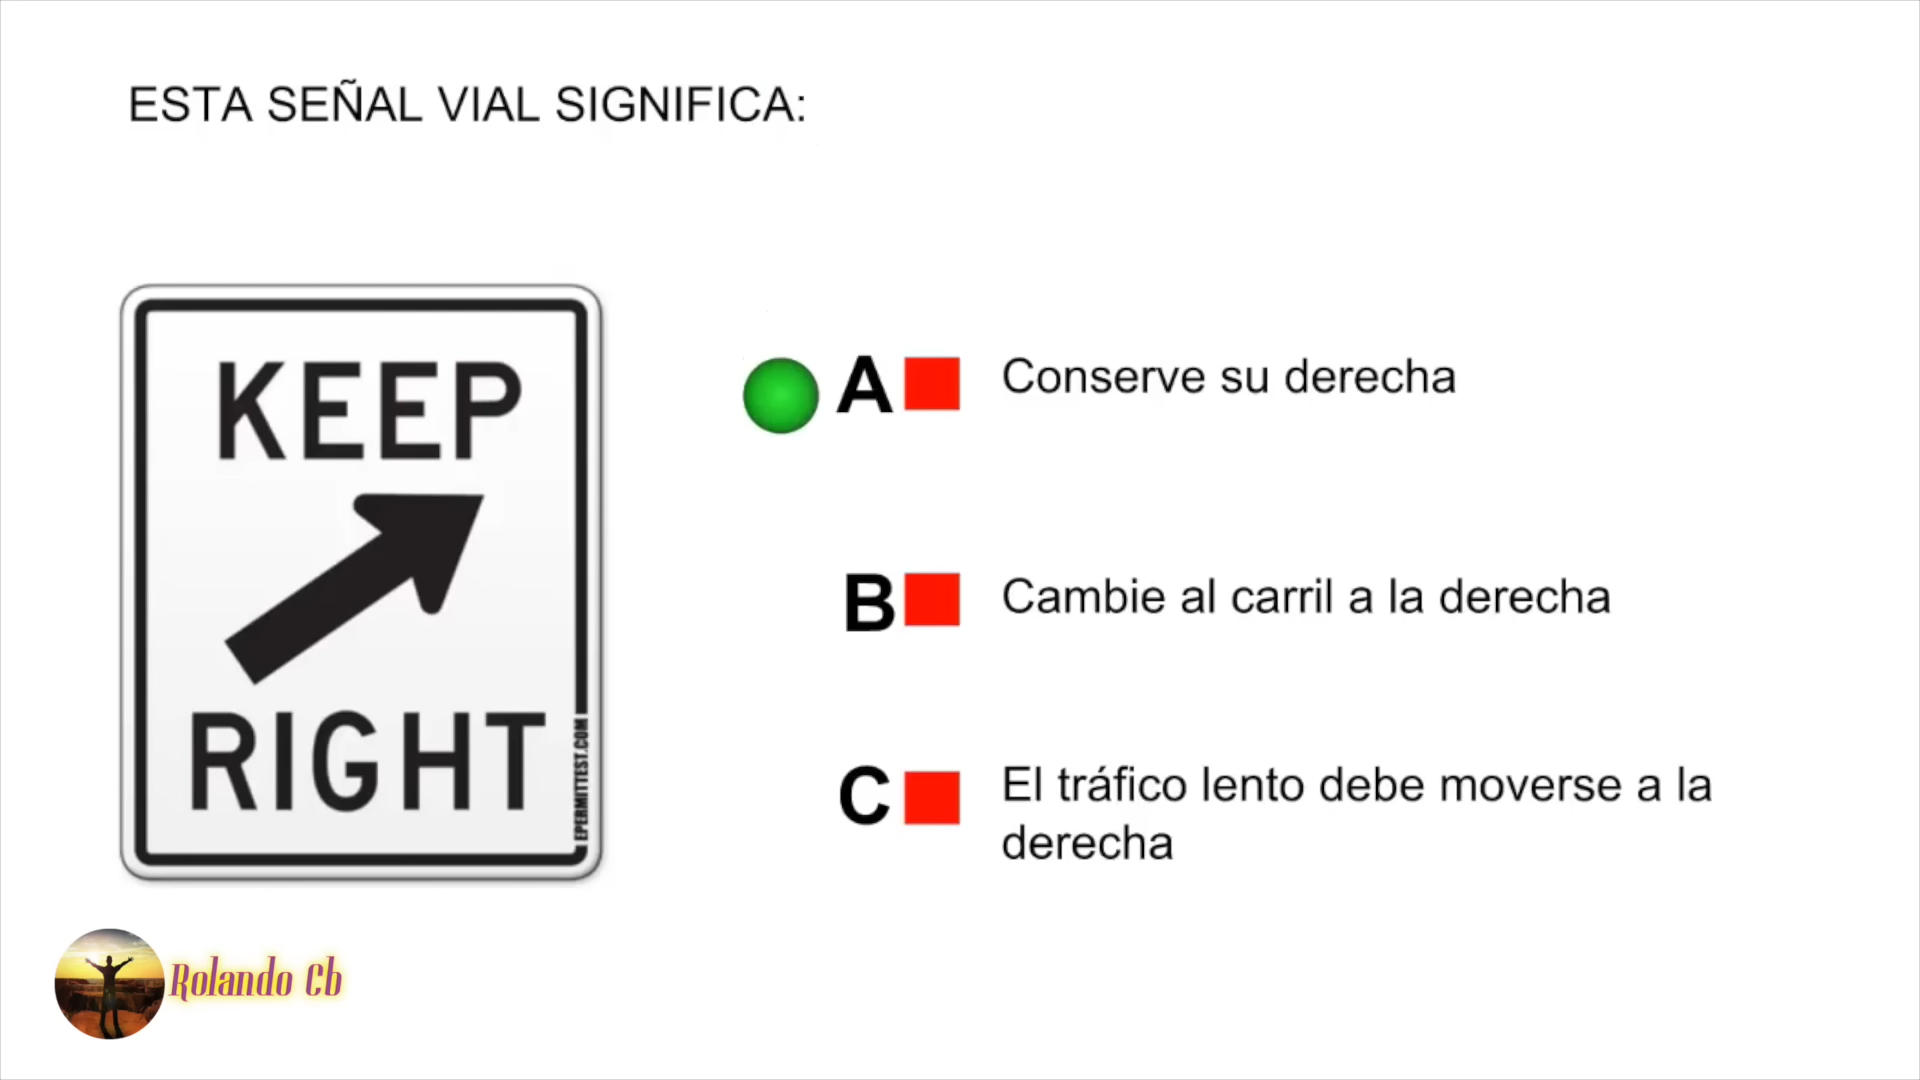 ESTA SEÑAL VIAL SIGNIFICA:
KEEP
RIGHT
EPERMITTEST.COM
A Conserve su derecha
B Cambie al carril a la derecha
C El tráfico lento debe moverse a la
derecha
Rolando Cb